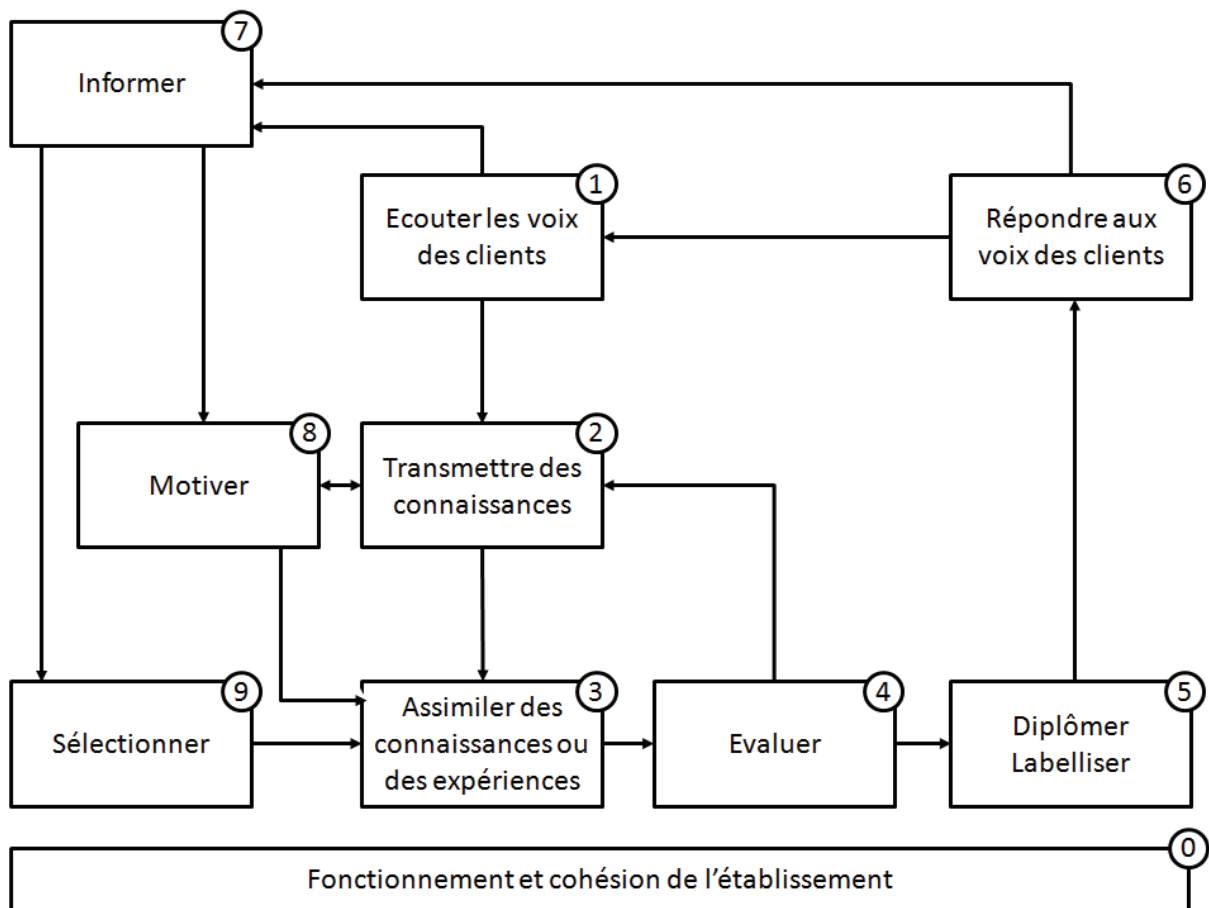 7
Informer
1
Ecouter les voix
des clients
6
Répondre aux
voix des clients
8
Motiver
2
Transmettre des
connaissances
9
Sélectionner
3
Assimiler des
connaissances ou
des expériences
4
Evaluer
5
Diplômer
Labelliser
0
Fonctionnement et cohésion de l'établissement